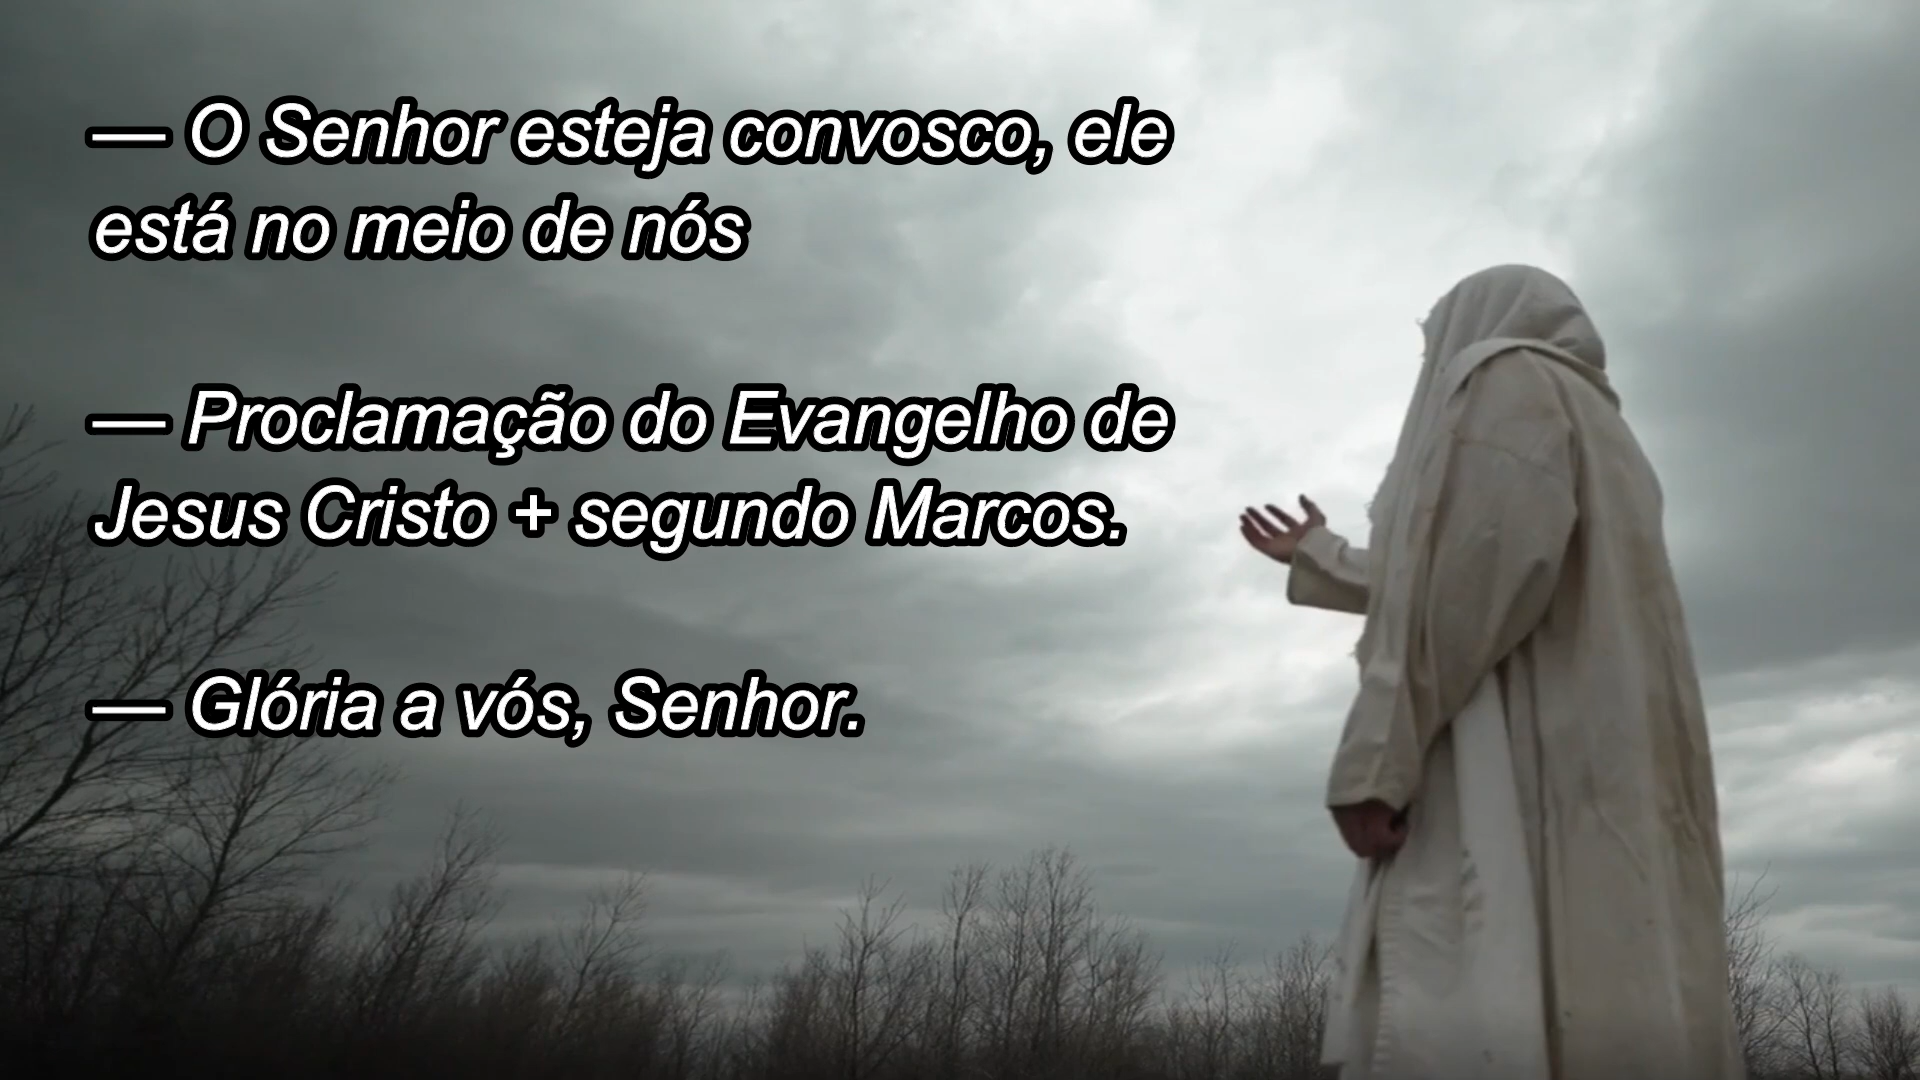 — O Senhor esteja convosco, ele
está no meio de nós
— Proclamação do Evangelho de
Jesus Cristo + segundo Marcos.
— Glória a vós, Senhor.